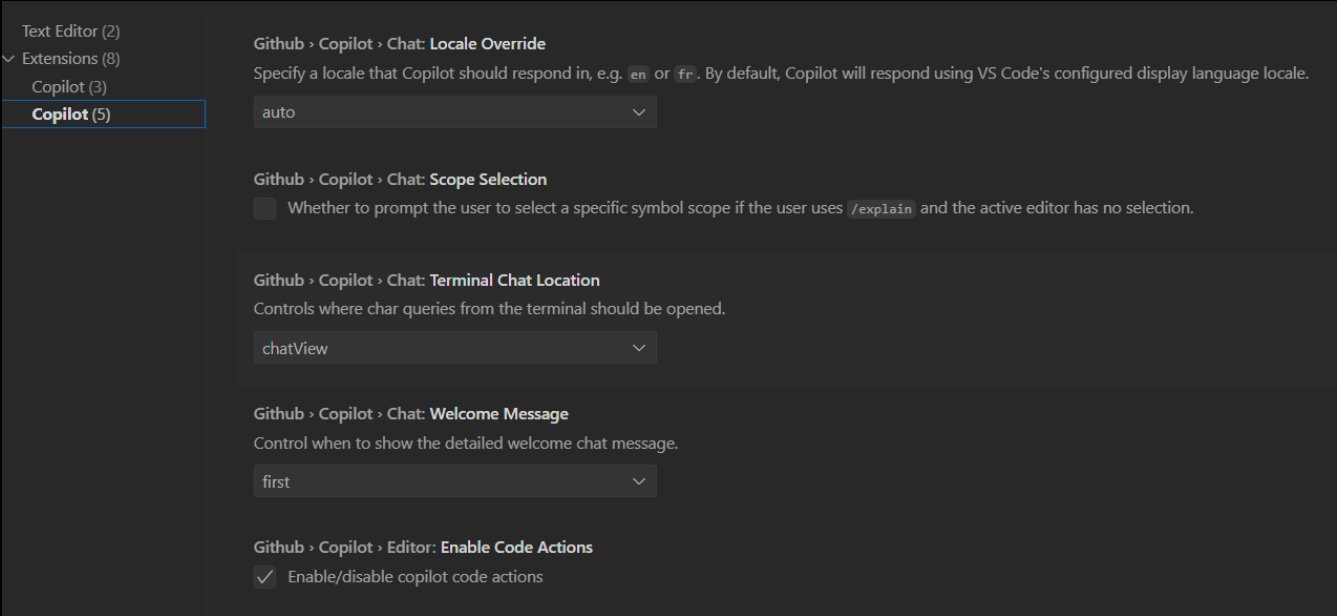 Text Editor (2)
Extensions (8)
Copilot (3)
Copilot (5)
Github › Copilot › Chat: Locale Override
Specify a locale that Copilot should respond in, e.g. en or fr. By default, Copilot will respond using VS Code's configured display language locale.
auto
Github › Copilot › Chat: Scope Selection
Whether to prompt the user to select a specific symbol scope if the user uses /explain and the active editor has no selection.
Github › Copilot › Chat: Terminal Chat Location
Controls where char queries from the terminal should be opened.
chatView
Github › Copilot › Chat: Welcome Message
Control when to show the detailed welcome chat message.
first
Github › Copilot › Editor: Enable Code Actions
Enable/disable copilot code actions